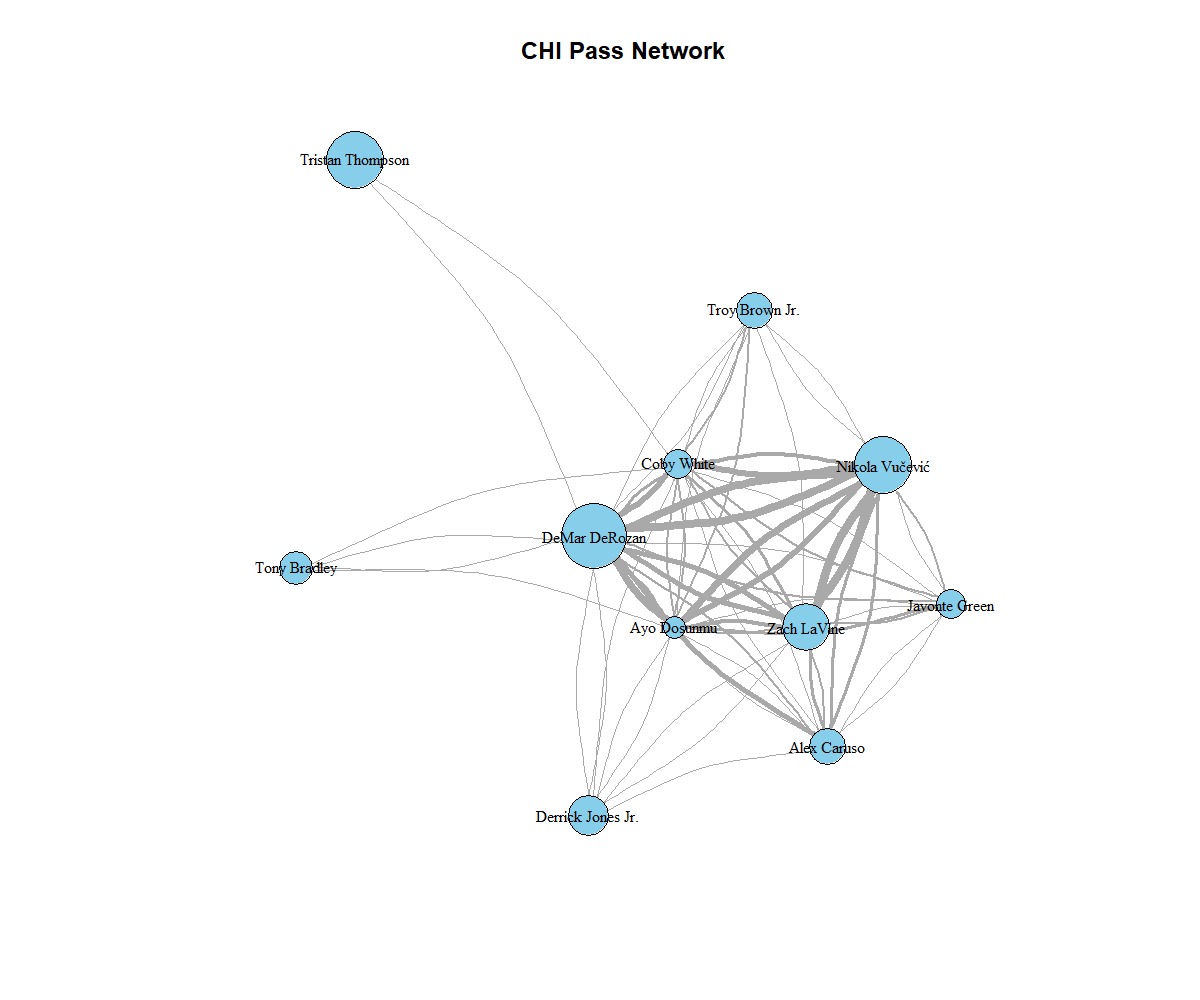 CHI Pass Network
Tristan Thompson
Troy Brown Jr.
Coby White
Nikola Vučević
DeMar DeRozan
Tony Bradley
Javonte Green
Ayo Dosunmu
Zach LaVine
Alex Caruso
Derrick Jones Jr.